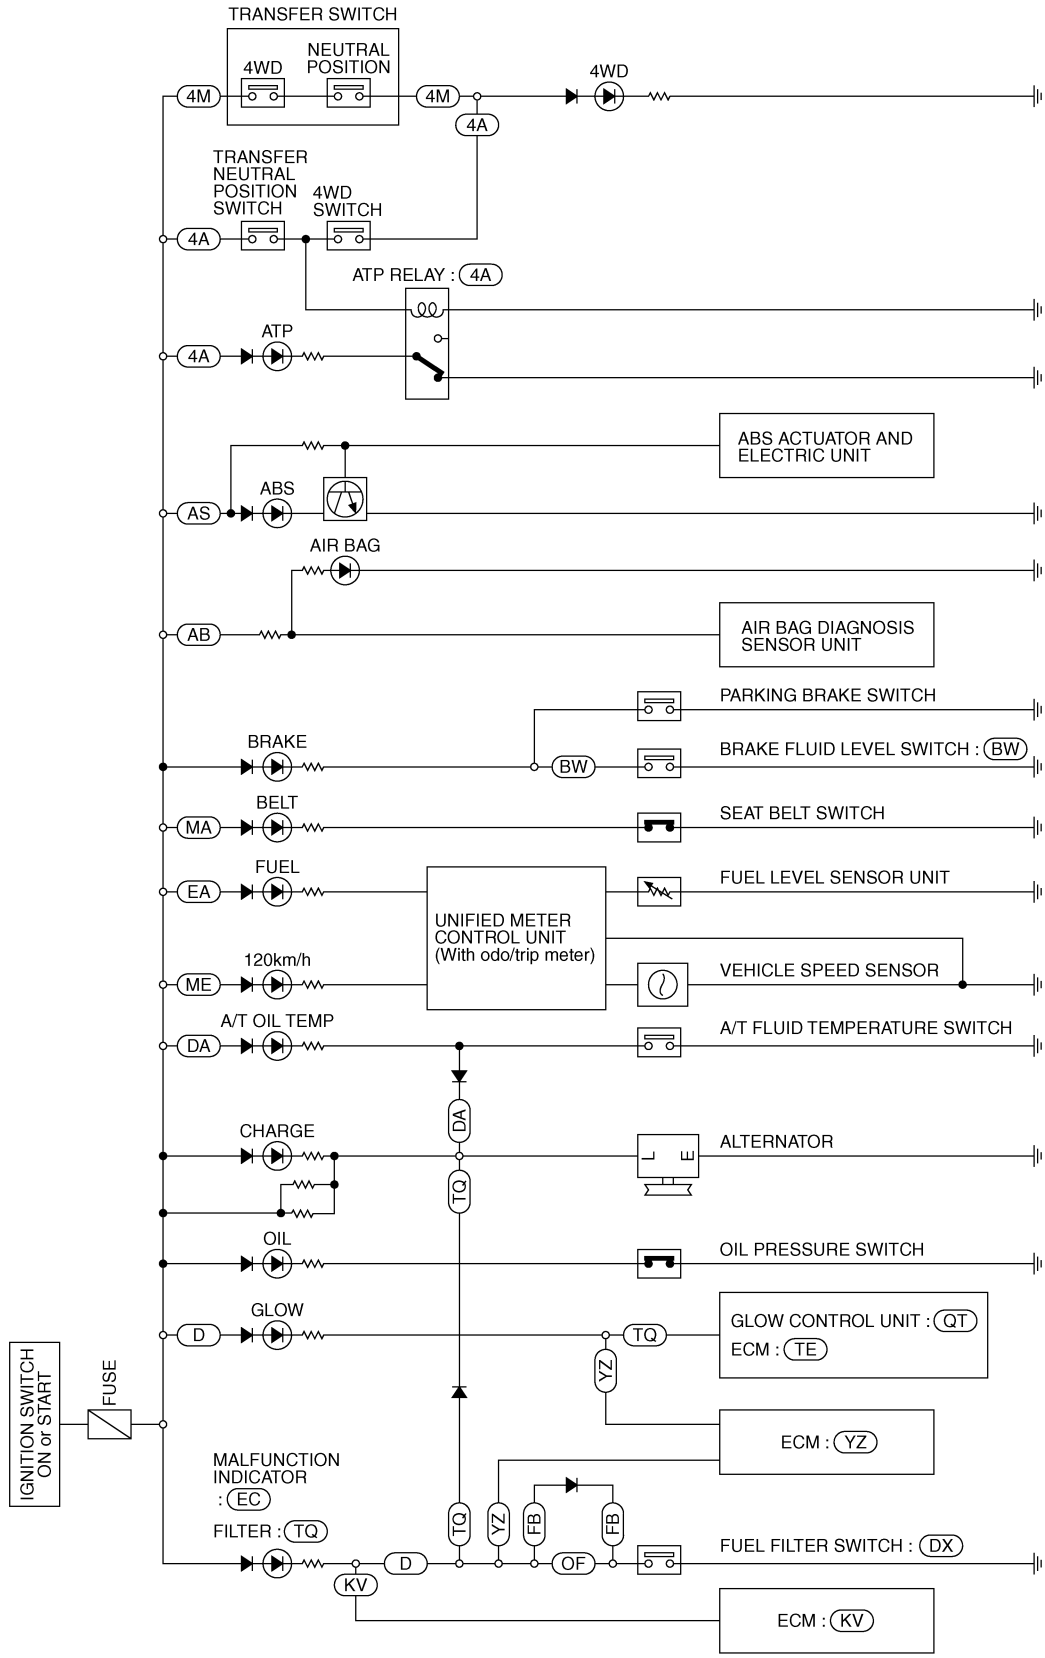 TRANSFER SWITCH
4WD
NEUTRAL
POSITION
4M
4M
4WD
4A
TRANSFER
NEUTRAL
POSITION
SWITCH
4WD
SWITCH
4A
ATP RELAY : 4A
ATP
4A
ABS ACTUATOR AND
ELECTRIC UNIT
ABS
AS
AIR BAG
AB
AIR BAG DIAGNOSIS
SENSOR UNIT
PARKING BRAKE SWITCH
BRAKE
BW
BRAKE FLUID LEVEL SWITCH : BW
BELT
MA
SEAT BELT SWITCH
FUEL
EA
FUEL LEVEL SENSOR UNIT
UNIFIED METER
CONTROL UNIT
(With odo/trip meter)
120km/h
ME
VEHICLE SPEED SENSOR
A/T OIL TEMP
DA
A/T FLUID TEMPERATURE SWITCH
DA
CHARGE
L
E
ALTERNATOR
TQ
OIL
OIL PRESSURE SWITCH
GLOW
D
TQ
GLOW CONTROL UNIT : QT
ECM : TE
YZ
IGNITION SWITCH
ON or START
FUSE
ECM : YZ
MALFUNCTION
INDICATOR
: EC
FILTER : TQ
TQ
YZ
FB
FB
D
OF
FUEL FILTER SWITCH : DX
KV
ECM : KV